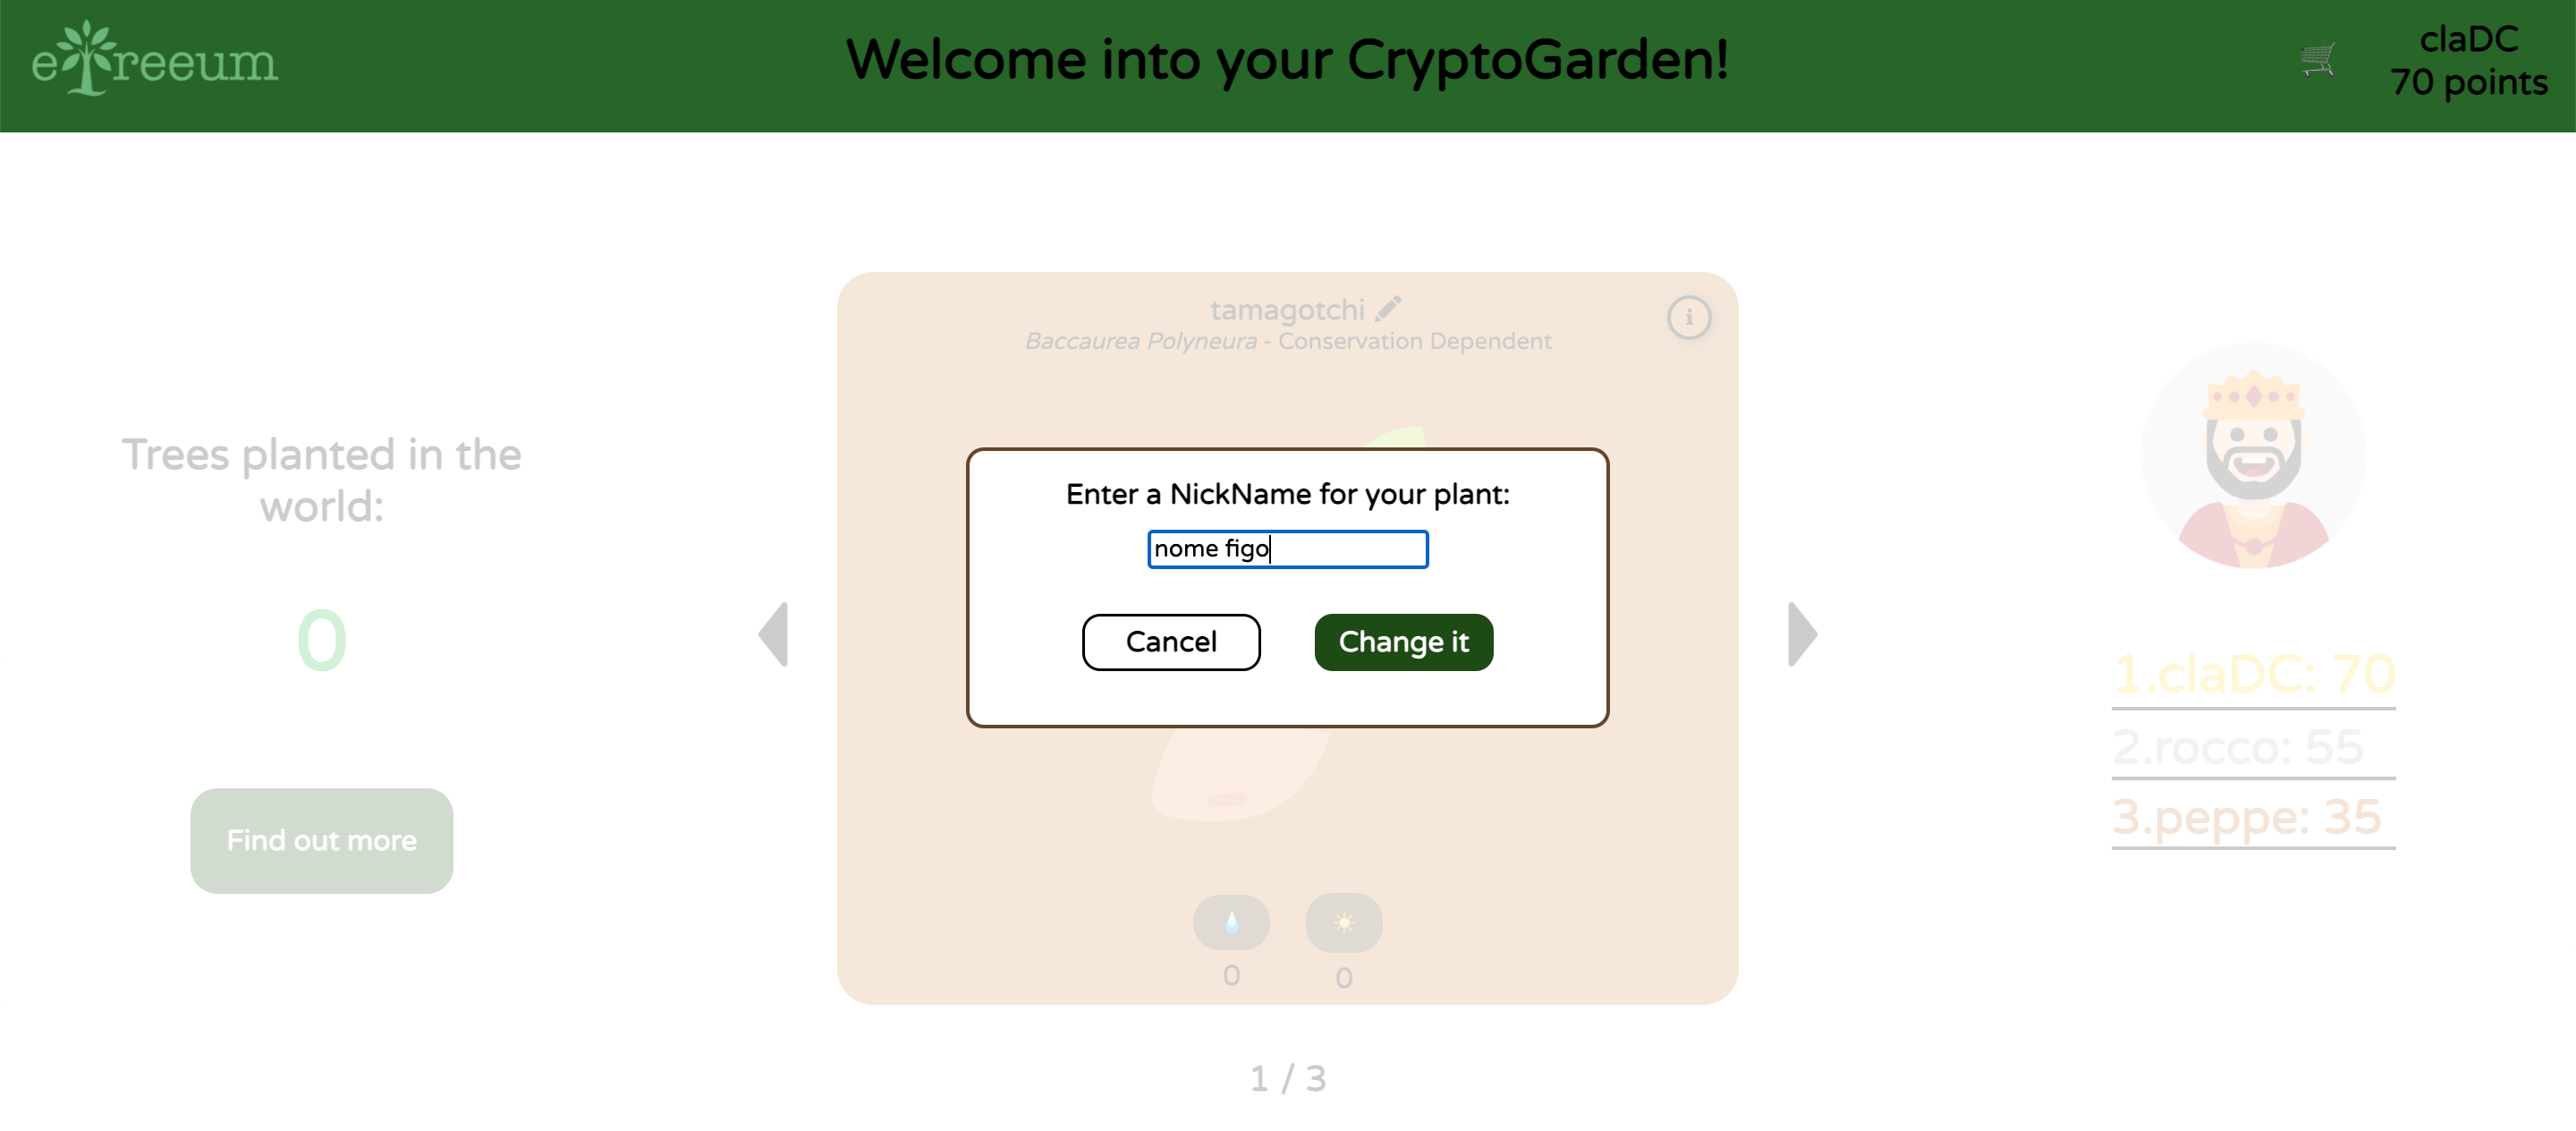 etreeum
Welcome into your CryptoGarden!
claDC
70 points
Trees planted in the
world:
0
Find out more
tamagotchi
Baccaurea Polyneura - Conservation Dependent
i
Enter a NickName for your plant:
nome figo
Cancel
Change it
0
0
1 / 3
1.claDC: 70
2.rocco: 55
3.peppe: 35